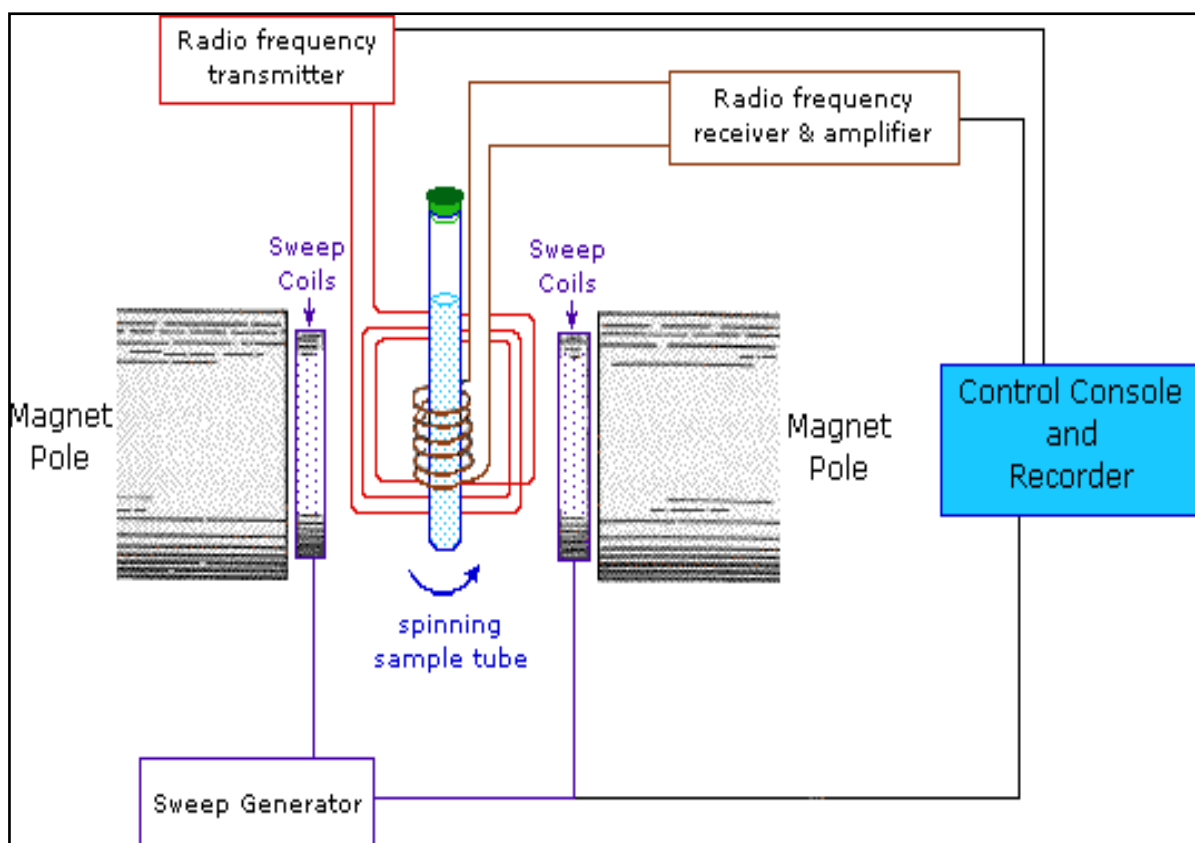 Radio frequency
transmitter
Radio frequency
receiver & amplifier
Sweep
Coils
Sweep
Coils
Magnet
Pole
Magnet
Pole
Control Console
and
Recorder
spinning
sample tube
Sweep Generator